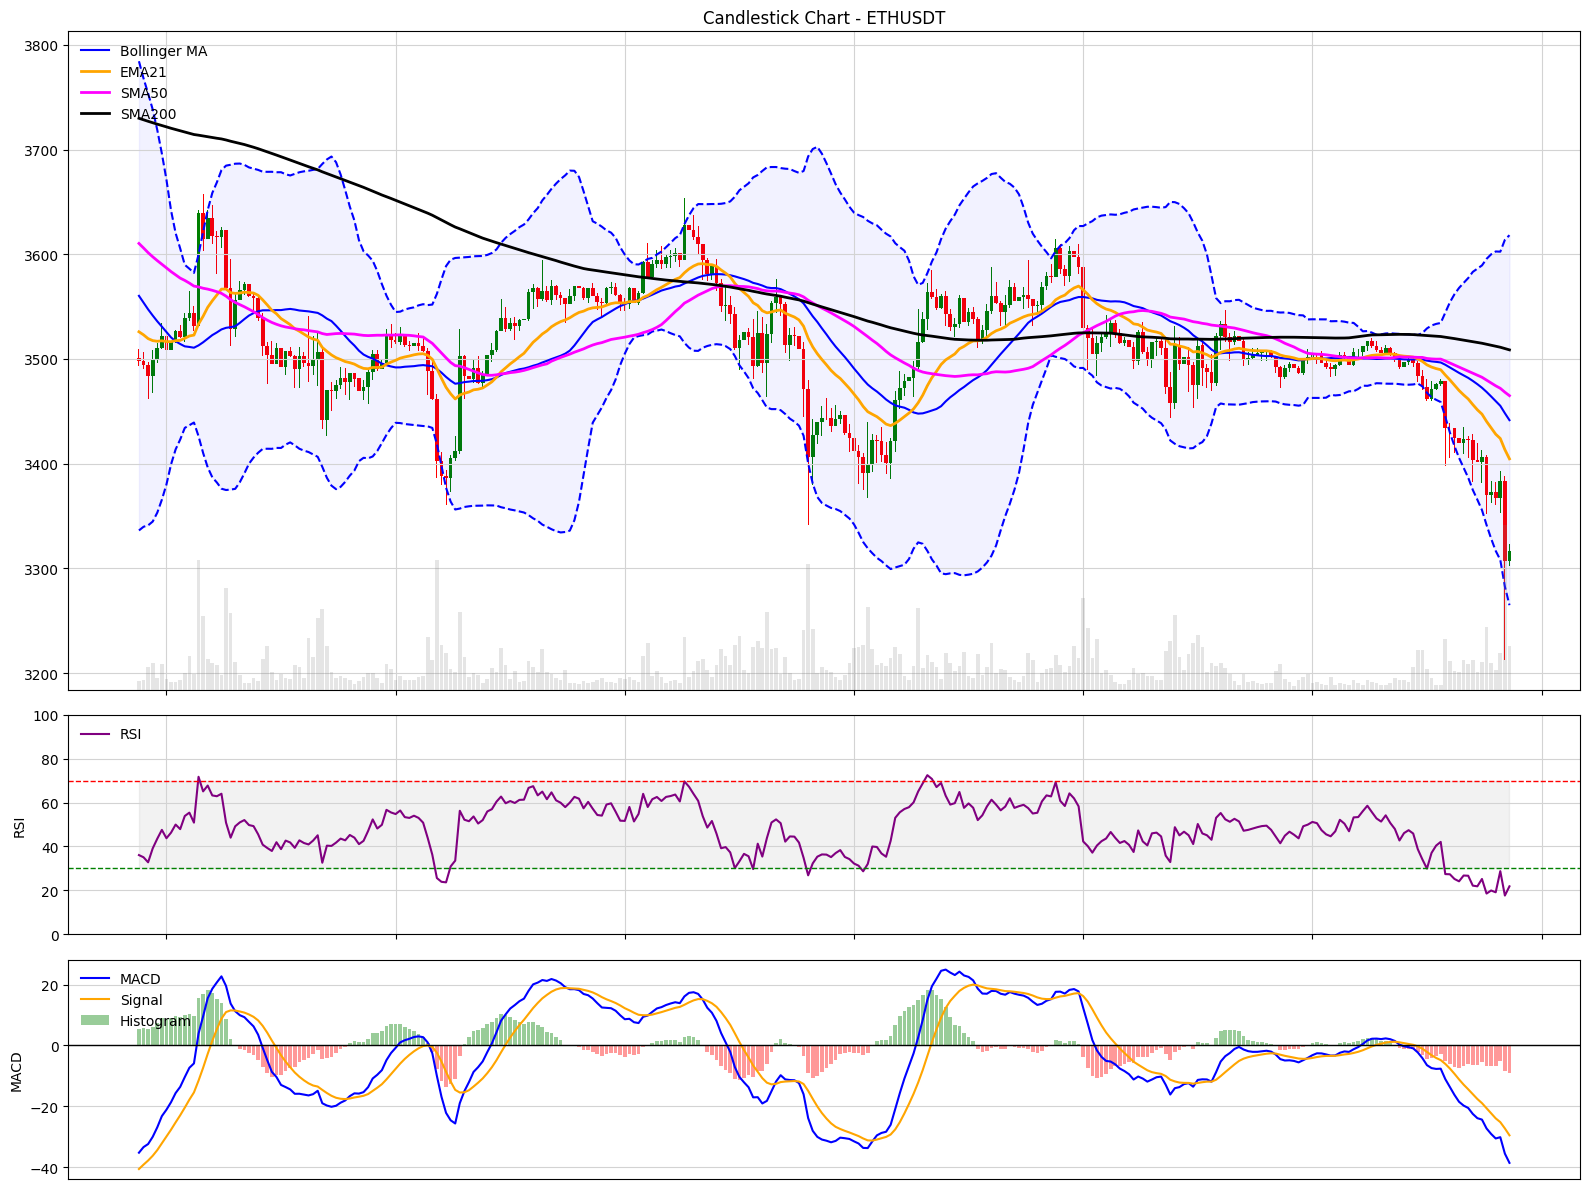 Candlestick Chart - ETHUSDT
3800
3700
3600
3500
3400
3300
3200
Bollinger MA
EMA21
SMA50
SMA200
100
80
60
40
20
0
RSI
RSI
20
0
−20
−40
MACD
MACD
Signal
Histogram